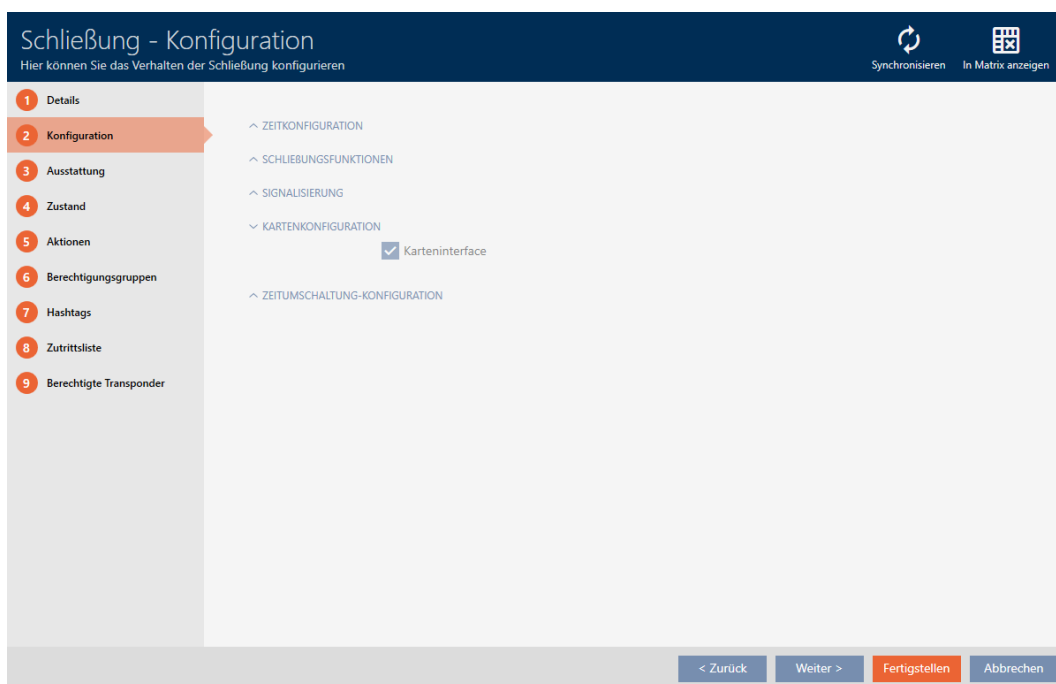 Schließung - Konfiguration
Hier können Sie das Verhalten der Schließung konfigurieren
Synchronisieren
In Matrix anzeigen
1 Details
2 Konfiguration
3 Ausstattung
4 Zustand
5 Aktionen
6 Berechtigungsgruppen
7 Hashtags
8 Zutrittsliste
9 Berechtigte Transponder
ZEITKONFIGURATION
SCHLIEßUNGSFUNKTIONEN
SIGNALISIERUNG
KARTENKONFIGURATION
Karteninterface
ZEITUMSCHALTUNG-KONFIGURATION
< Zurück
Weiter >
Fertigstellen
Abbrechen